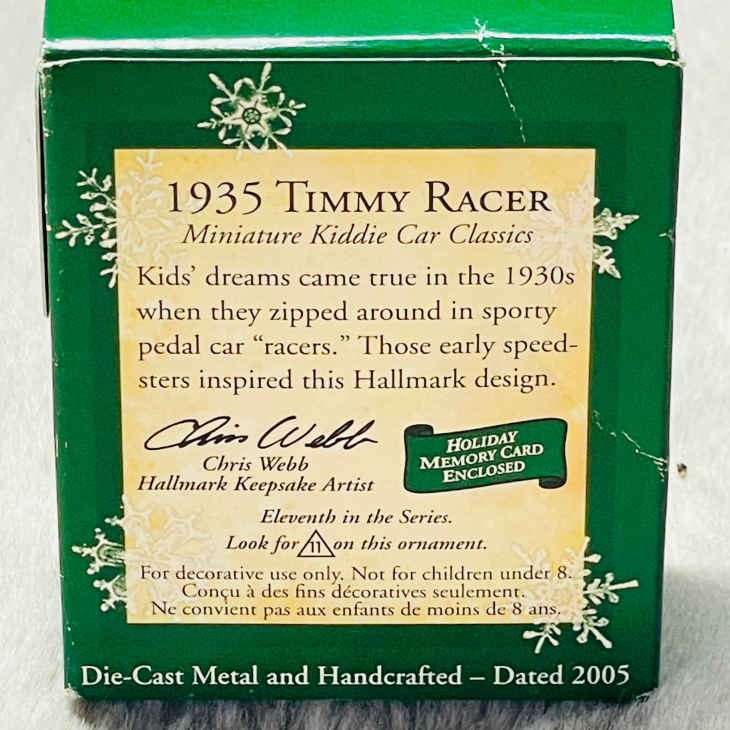 1935 TIMMY RACER
Miniature Kiddie Car Classics
Kids' dreams came true in the 1930s
when they zipped around in sporty
pedal car “racers.” Those early speed-
sters inspired this Hallmark design.
Chris Webb
Chris Webb
Hallmark Keepsake Artist
HOLIDAY
MEMORY CARD
ENCLOSED
Eleventh in the Series.
Look for 11 on this ornament.
For decorative use only. Not for children under 8.
Conçu à des fins décoratives seulement.
Ne convient pas aux enfants de moins de 8 ans.
Die-Cast Metal and Handcrafted – Dated 2005